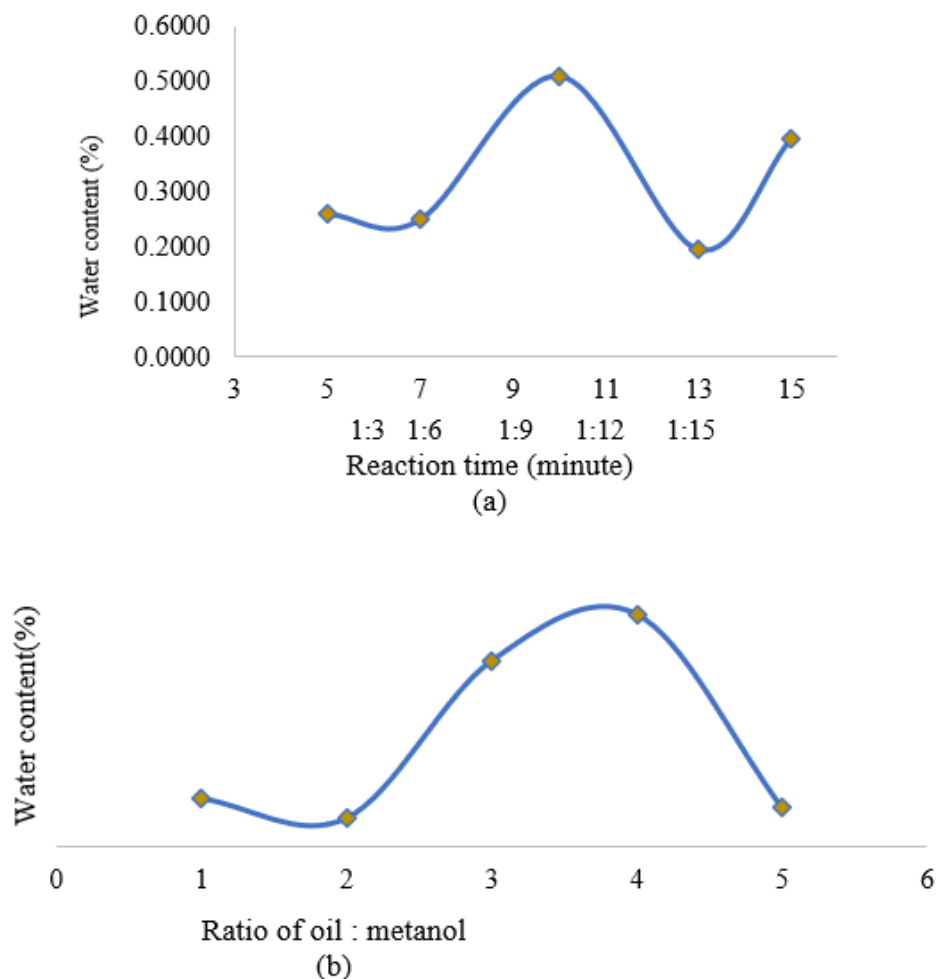 0.6000
0.5000
0.4000
0.3000
0.2000
0.1000
0.0000
Water content (%)
3 5 7 9 11 13 15
1:3 1:6 1:9 1:12 1:15
Reaction time (minute)
(a)
Water content(%)
0 1 2 3 4 5 6
Ratio of oil : metanol
(b)